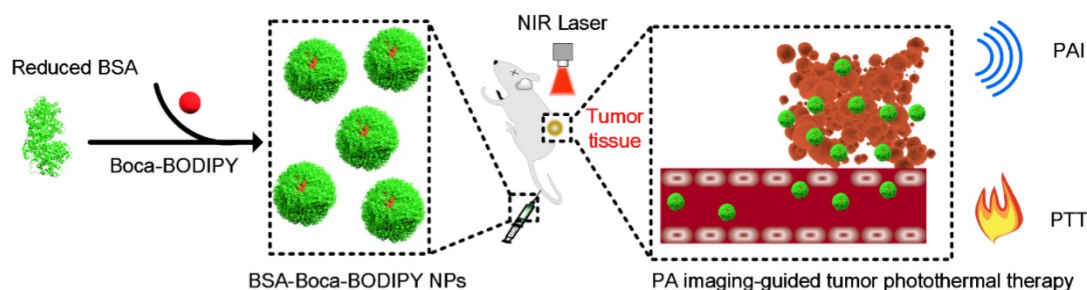 Reduced BSA
Boca-BODIPY
BSA-Boca-BODIPY NPs
NIR Laser
Tumor
tissue
PAI
PTT
PA imaging-guided tumor photothermal therapy